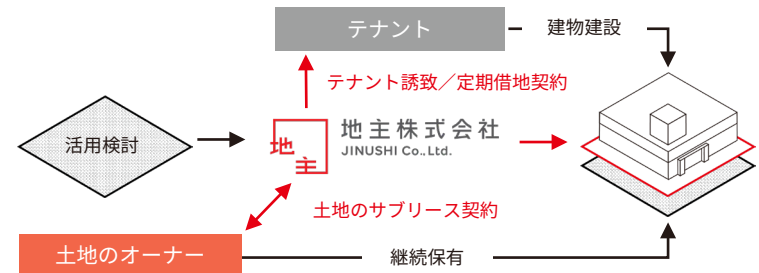 テナント
建物建設
テナント誘致／定期借地契約
活用検討
地主
地主株式会社
JINUSHI Co.,Ltd.
土地のサブリース契約
土地のオーナー
継続保有